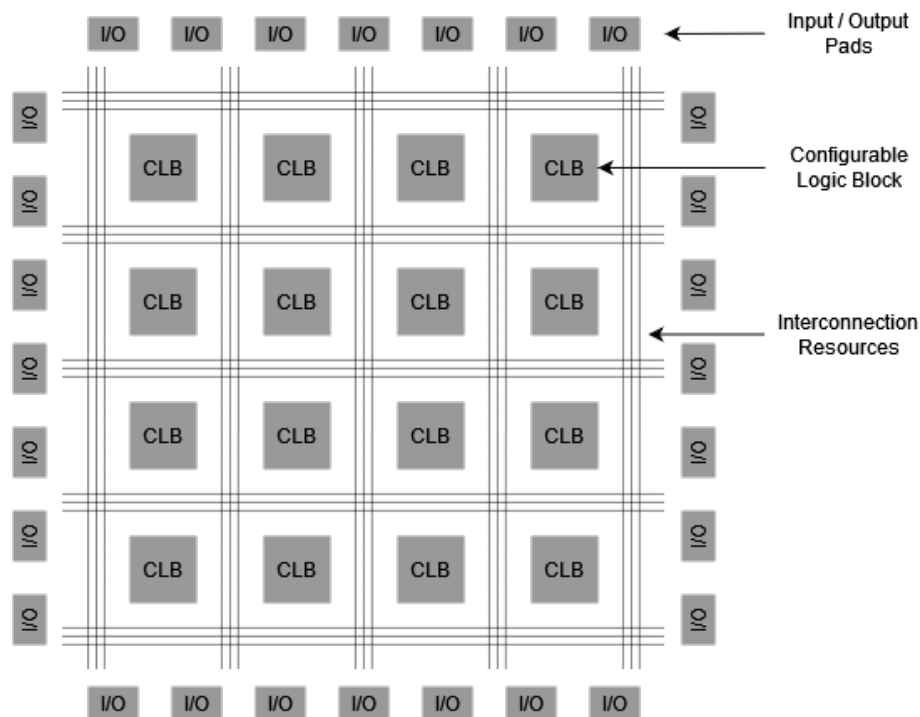 I/O I/O I/O I/O I/O I/O I/O
Input / Output
Pads
I/O I/O
CLB CLB CLB CLB
Configurable
Logic Block
I/O I/O
I/O I/O
CLB CLB CLB CLB
Interconnection
Resources
I/O I/O
I/O I/O
CLB CLB CLB CLB
I/O I/O
CLB CLB CLB CLB
I/O I/O
I/O I/O I/O I/O I/O I/O I/O